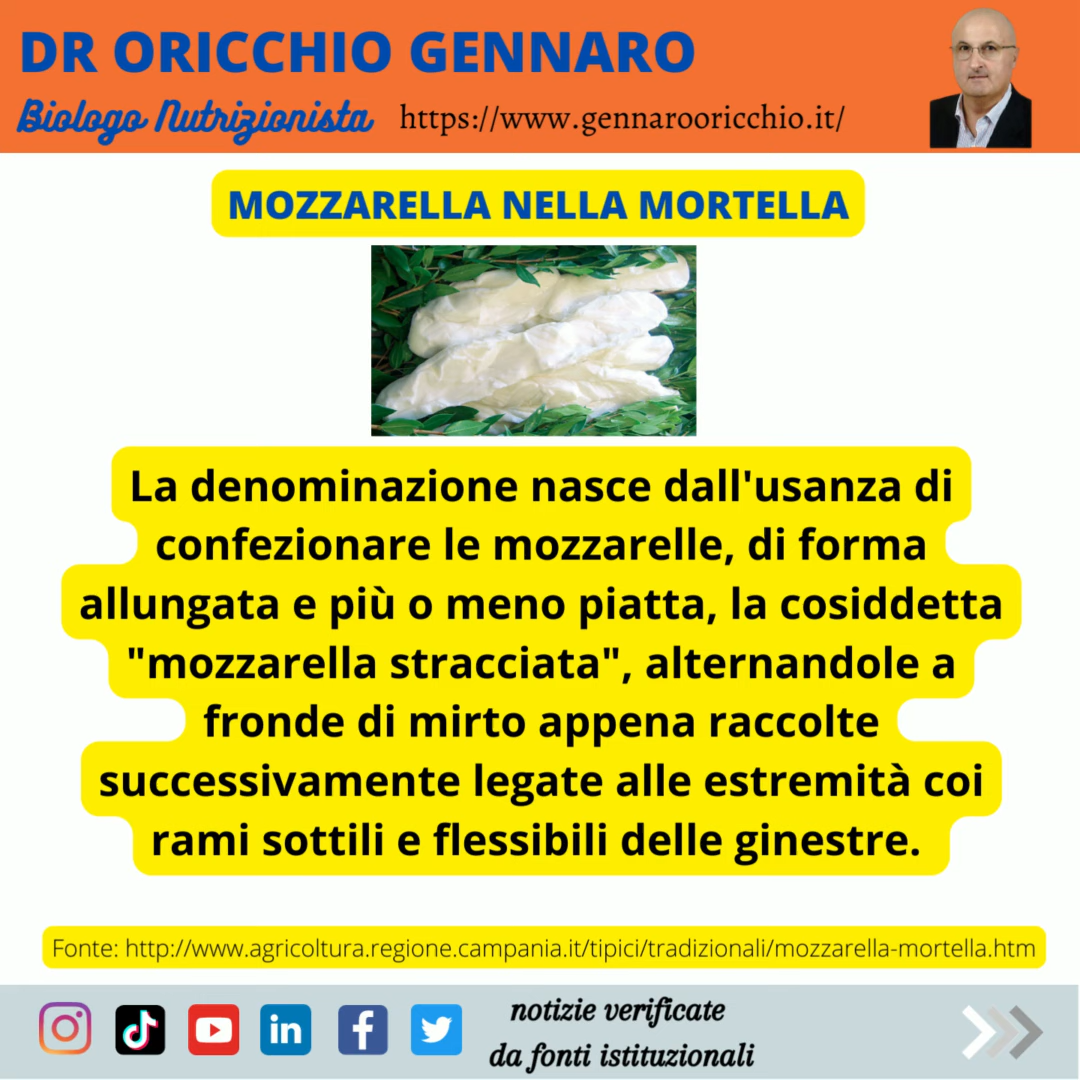 DR ORICCHIO GENNARO
Biologo Nutrizionista https://www.gennarooricchio.it/
MOZZARELLA NELLA MORTELLA
La denominazione nasce dall'usanza di
confezionare le mozzarelle, di forma
allungata e più o meno piatta, la cosiddetta
"mozzarella stracciata", alternandole a
fronde di mirto appena raccolte
successivamente legate alle estremità coi
rami sottili e flessibili delle ginestre.
Fonte: http://www.agricoltura.regione.campania.it/tipici/tradizionali/mozzarella-mortella.htm
in f
notizie verificate
da fonti istituzionali